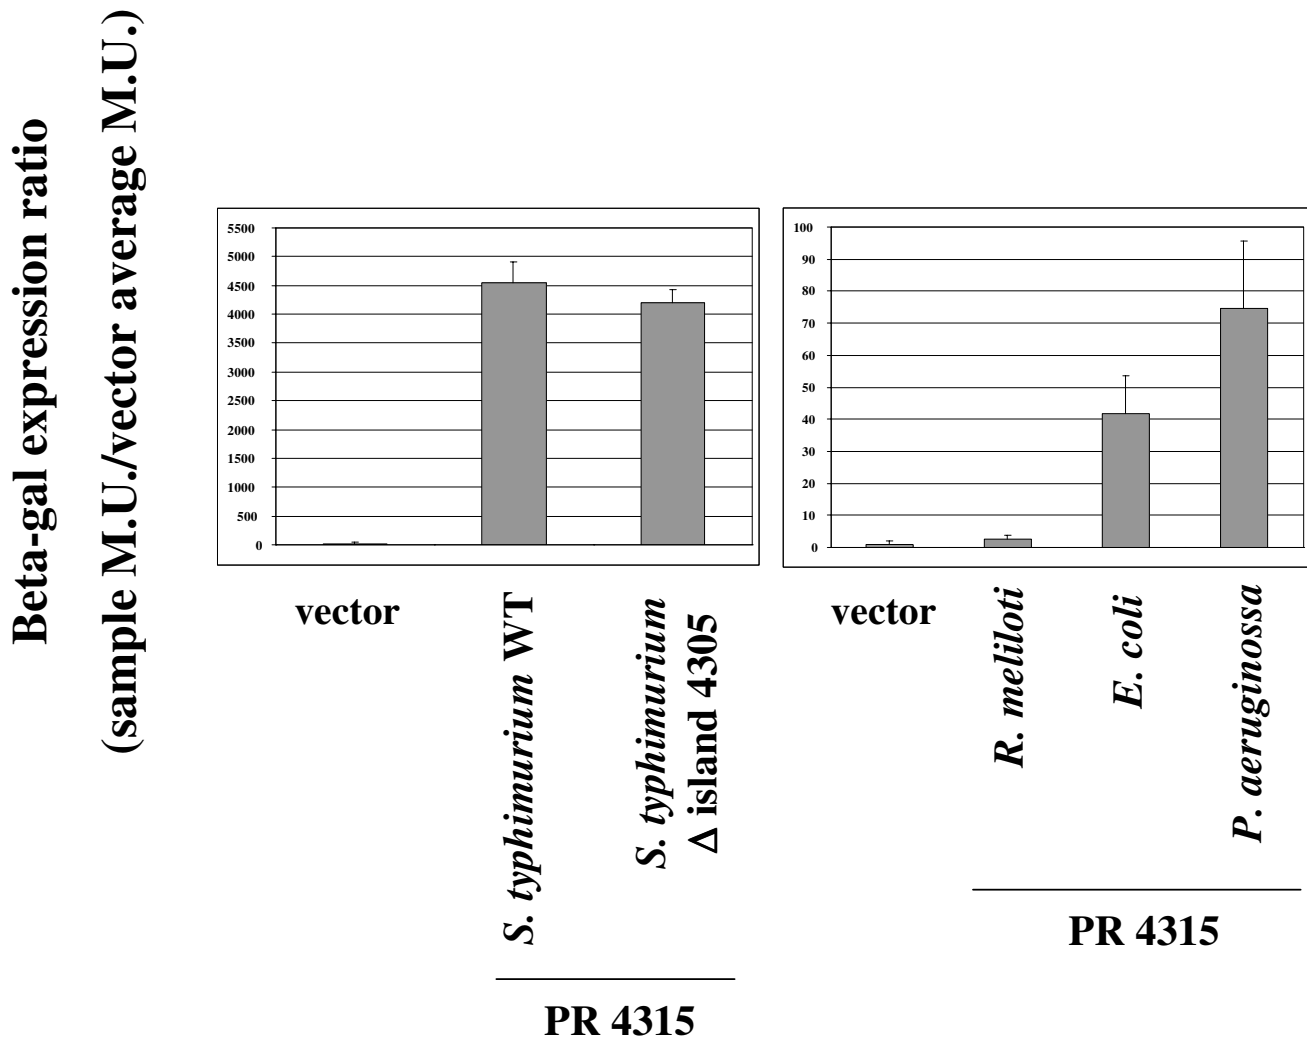 Beta-gal expression ratio
(sample M.U./vector average M.U.)
5500
5000
4500
4000
3500
3000
2500
2000
1500
1000
500
0
vector
S. typhimurium WT
S. typhimurium
Δ island 4305
PR 4315
100
90
80
70
60
50
40
30
20
10
0
vector
R. meliloti
E. coli
P. aeruginossa
PR 4315